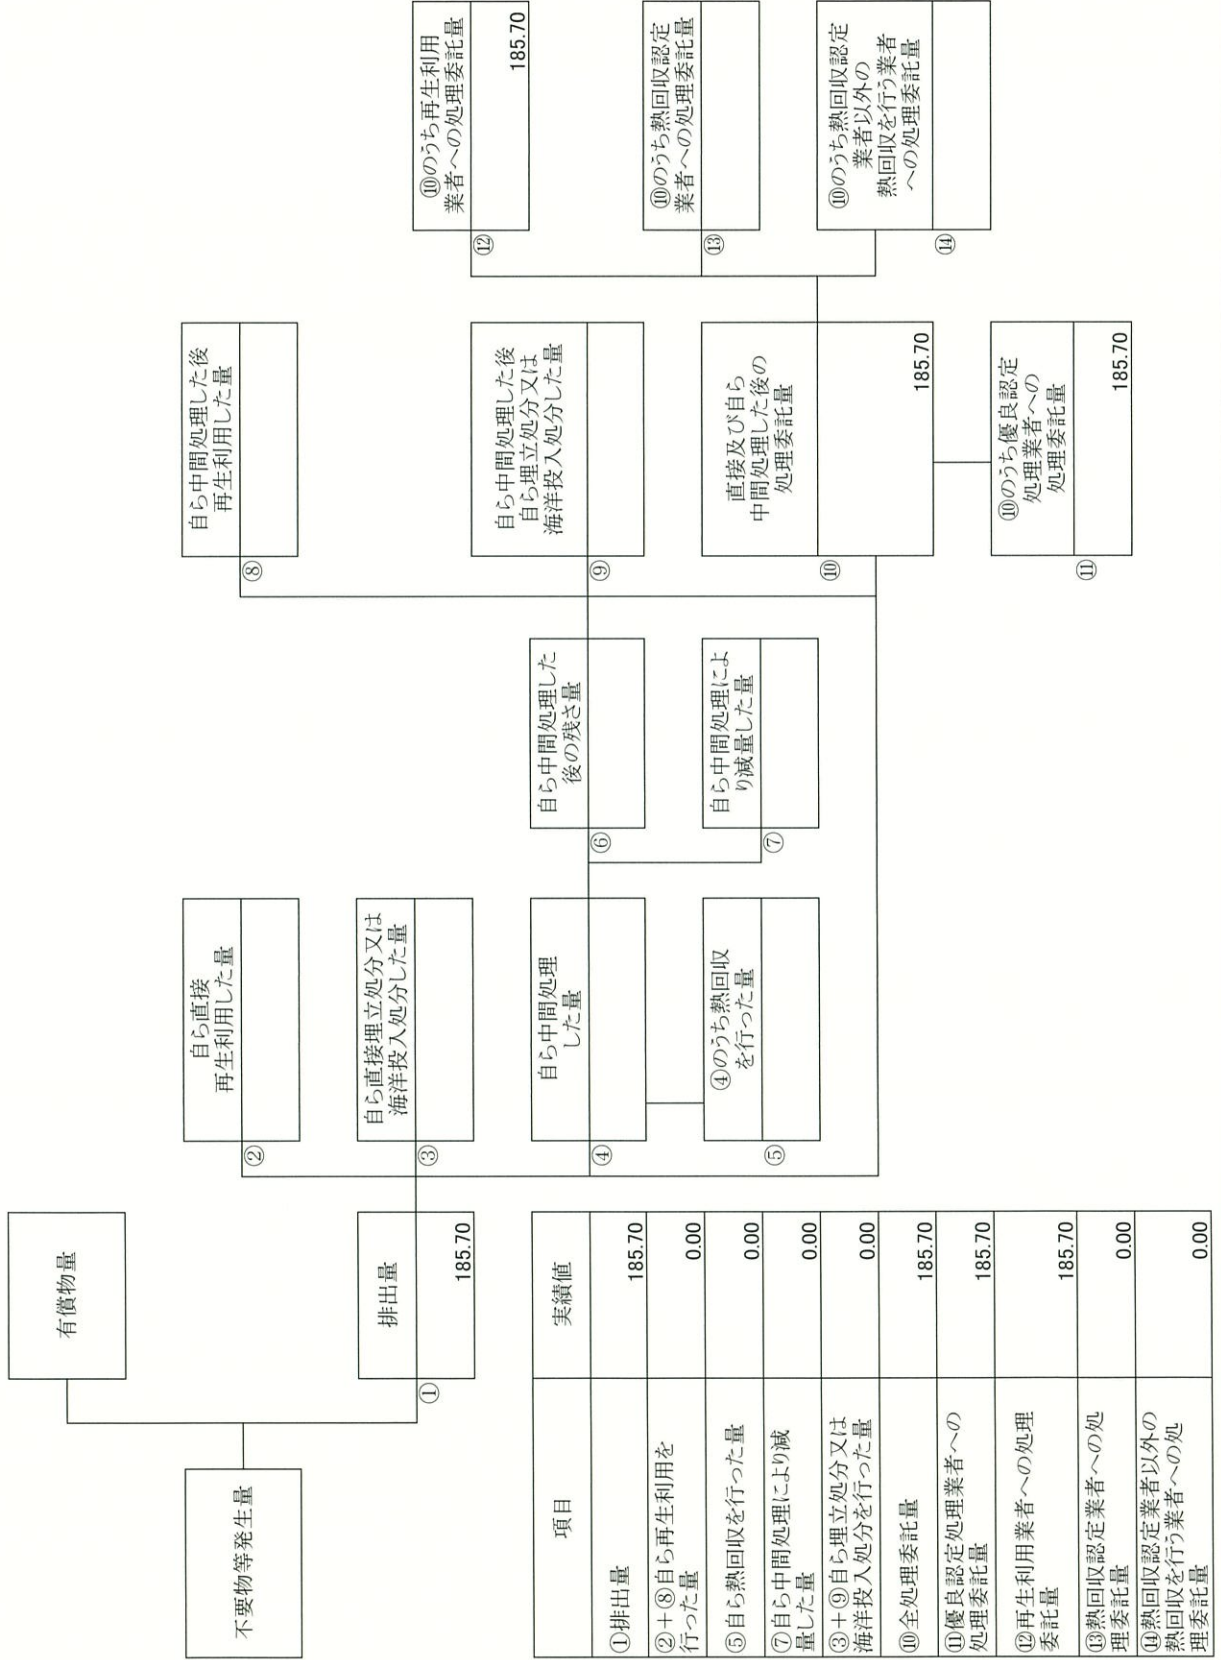 不要物等発生量
有償物量
①
排出量
185.70
②
自ら直接
再生利用した量
③
自ら直接埋立処分又は
海洋投入処分した量
④
自ら中間処理
した量
⑤
④のうち熱回収
を行った量
⑥
自ら中間処理した
後の残さ量
⑦
自ら中間処理によ
り減量した量
⑧
自ら中間処理した後
再生利用した量
⑨
自ら中間処理した後
自ら埋立処分又は
海洋投入処分した量
⑩
直接及び自ら
中間処理した後の
処理委託量
185.70
⑪
⑩のうち優良認定
処理業者への
処理委託量
185.70
⑫
⑩のうち再生利用
業者への処理委託量
185.70
⑬
⑩のうち熱回収認定
業者への処理委託量
⑭
⑩のうち熱回収認定
業者以外の
熱回収を行う業者
への処理委託量
項目 実績値
①排出量 185.70
②＋⑧自ら再生利用を
行った量 0.00
⑤自ら熱回収を行った量 0.00
⑦自ら中間処理により減
量した量 0.00
③＋⑨自ら埋立処分又は
海洋投入処分を行った量 0.00
⑩全処理委託量 185.70
⑪優良認定処理業者への
処理委託量 185.70
⑫再生利用業者への処理
委託量 185.70
⑬熱回収認定業者への処
理委託量 0.00
⑭熱回収認定業者以外の
熱回収を行う業者への処
理委託量 0.00